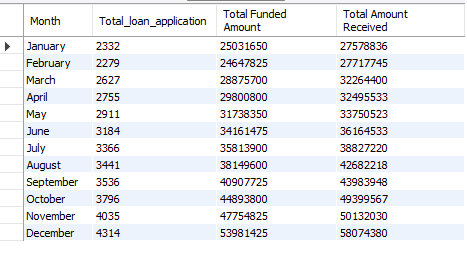 Month Total_loan_application Total Funded Amount Total Amount Received
January 2332 25031650 27578836
February 2279 24647825 27717745
March 2627 28875700 32264400
April 2755 29800800 32495533
May 2911 31738350 33750523
June 3184 34161475 36164533
July 3366 35813900 38827220
August 3441 38149600 42682218
September 3536 40907725 43983948
October 3796 44893800 49399567
November 4035 47754825 50132030
December 4314 53981425 58074380